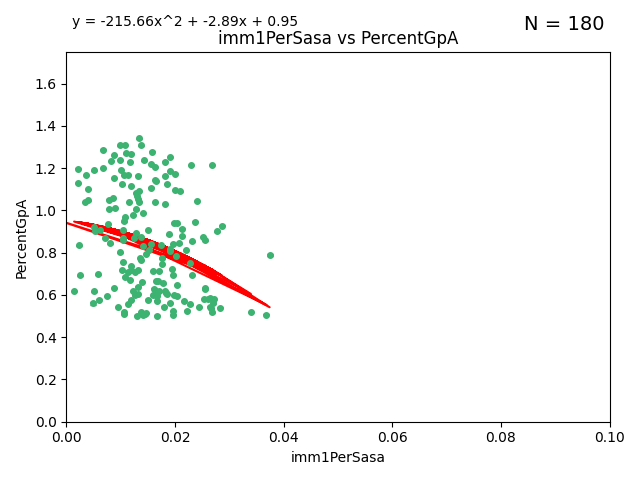 y = -215.66x^2 + -2.89x + 0.95
N = 180
imm1PerSasa vs PercentGpA
1.6
1.4
1.2
1.0
0.8
0.6
0.4
0.2
0.0
PercentGpA
0.00 0.02 0.04 0.06 0.08 0.10
imm1PerSasa